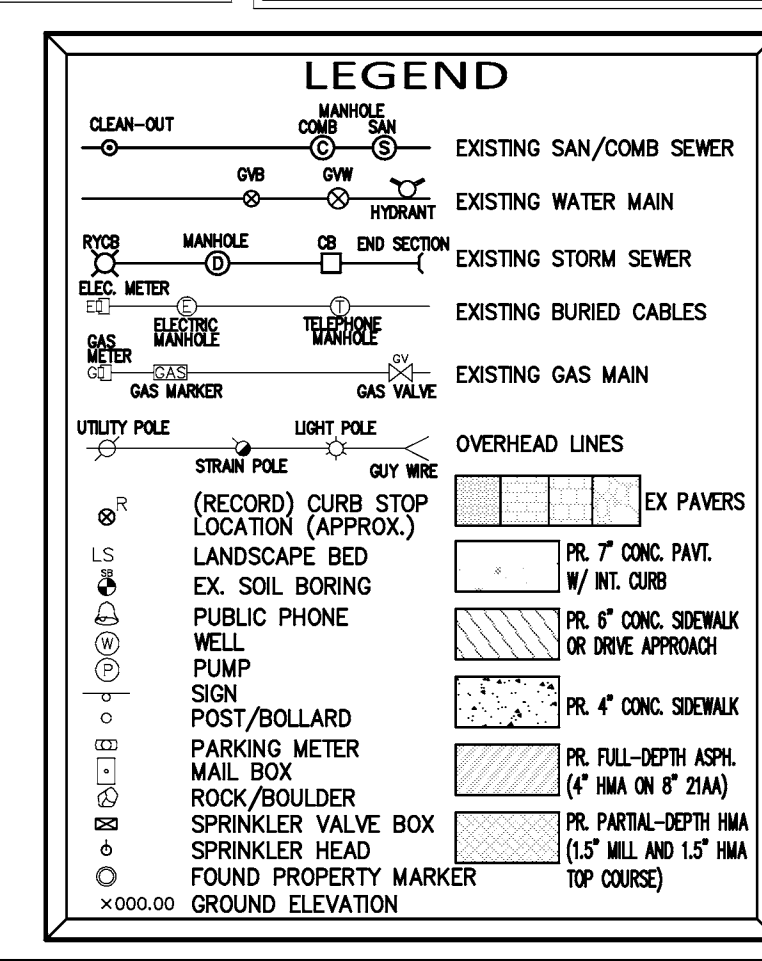 LEGEND
CLEAN-OUT
MANHOLE
COMB SAN
C S
EXISTING SAN/COMB SEWER
GVB GVW
HYDRANT
EXISTING WATER MAIN
RYCB MANHOLE CB END SECTION
D
EXISTING STORM SEWER
ELEC. METER
E E T
ELECTRIC
MANHOLE
TELEPHONE
MANHOLE
EXISTING BURIED CABLES
GAS
METER
G GAS GV
GAS MARKER GAS VALVE
EXISTING GAS MAIN
UTILITY POLE LIGHT POLE
STRAIN POLE GUY WIRE
OVERHEAD LINES
R (RECORD) CURB STOP
LOCATION (APPROX.)
LS LANDSCAPE BED
SB EX. SOIL BORING
PUBLIC PHONE
W WELL
P PUMP
SIGN
POST/BOLLARD
PARKING METER
MAIL BOX
ROCK/BOULDER
SPRINKLER VALVE BOX
SPRINKLER HEAD
FOUND PROPERTY MARKER
×000.00 GROUND ELEVATION
EX PAVERS
PR. 7" CONC. PAVT.
W/ INT. CURB
PR. 6" CONC. SIDEWALK
OR DRIVE APPROACH
PR. 4" CONC. SIDEWALK
PR. FULL-DEPTH ASPH.
(4" HMA ON 8" 21AA)
PR. PARTIAL-DEPTH HMA
(1.5" MILL AND 1.5" HMA
TOP COURSE)